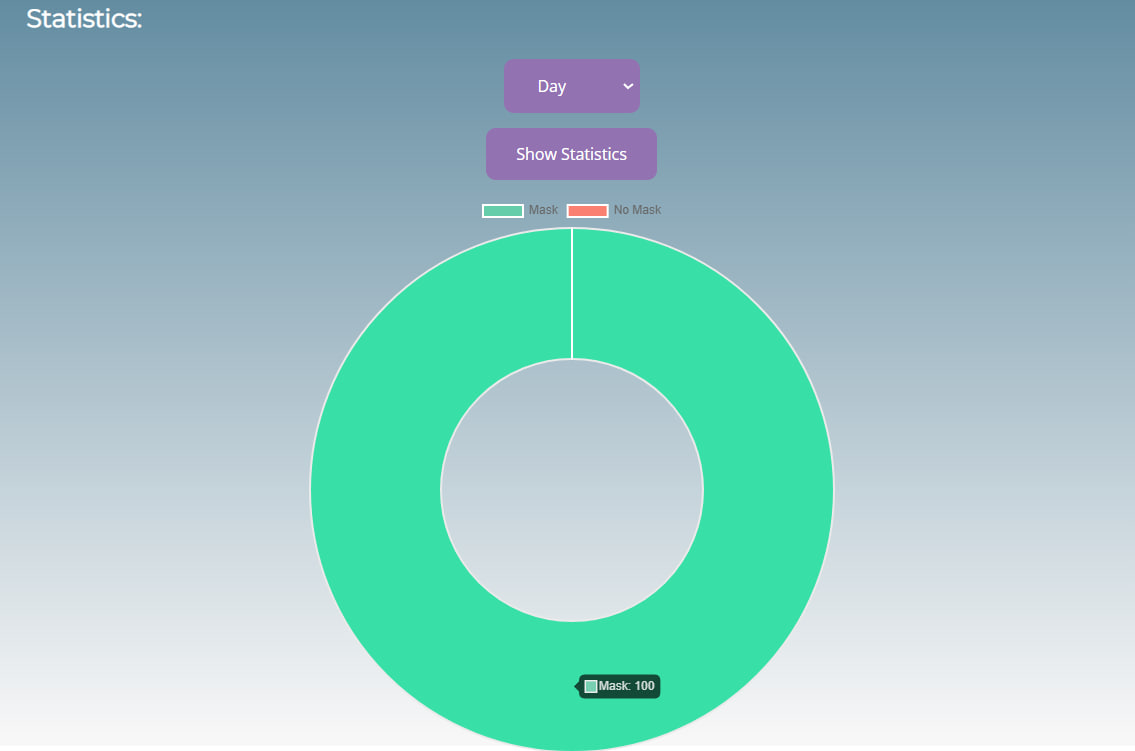 Statistics:
Day
Show Statistics
Mask No Mask
Mask: 100